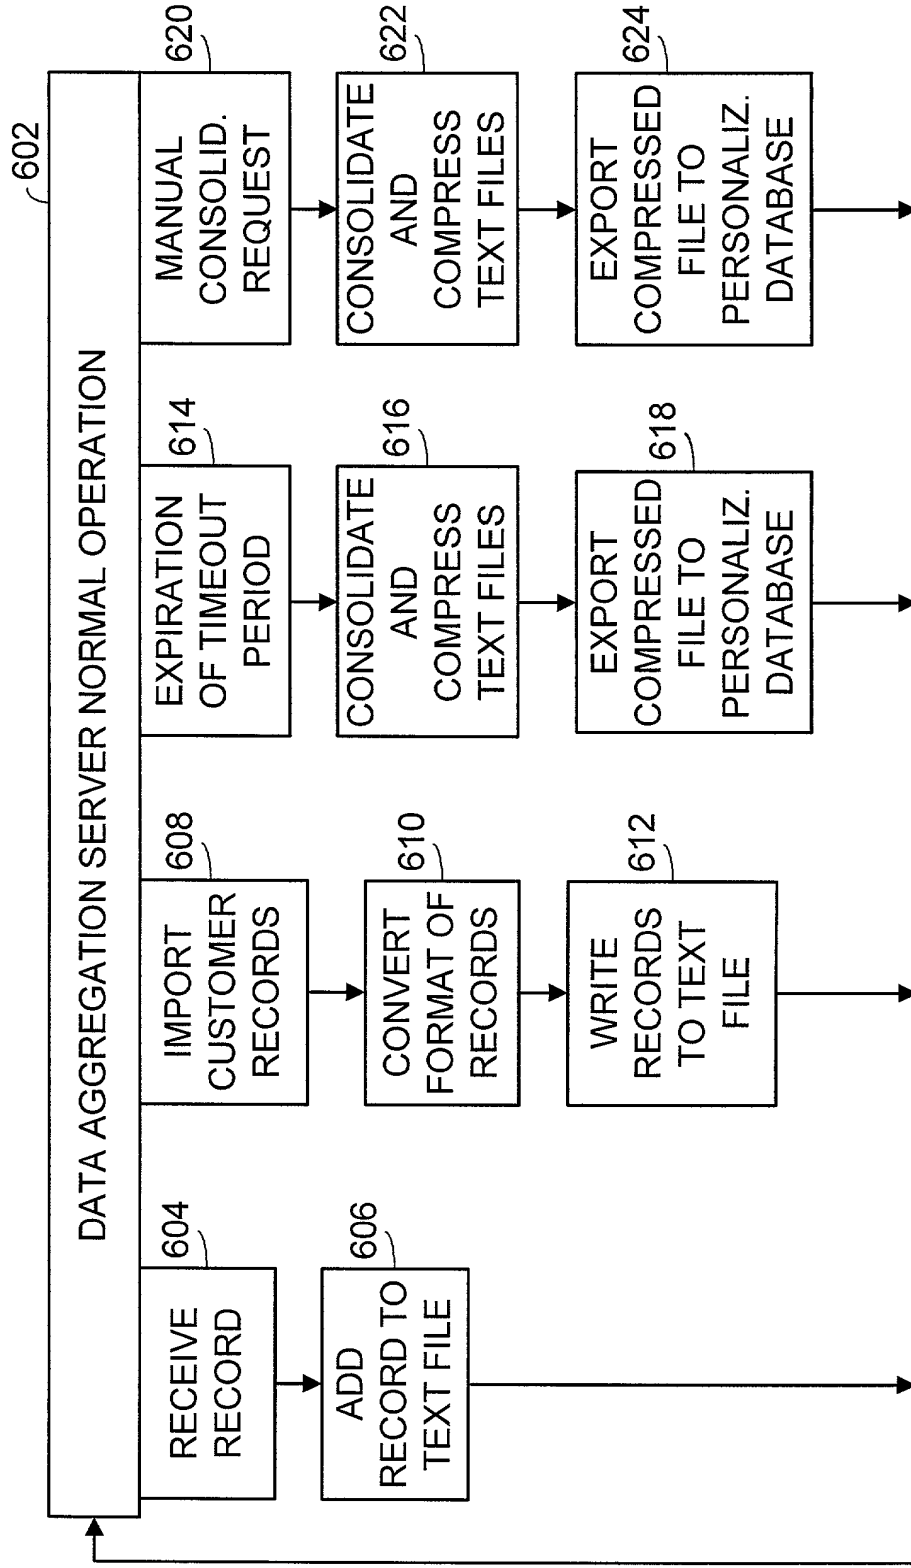 602
DATA AGGREGATION SERVER NORMAL OPERATION
604
RECEIVE
RECORD
606
ADD
RECORD TO
TEXT FILE
608
IMPORT
CUSTOMER
RECORDS
610
CONVERT
FORMAT OF
RECORDS
612
WRITE
RECORDS
TO TEXT
FILE
614
EXPIRATION
OF TIMEOUT
PERIOD
616
CONSOLIDATE
AND
COMPRESS
TEXT FILES
618
EXPORT
COMPRESSED
FILE TO
PERSONALIZ.
DATABASE
620
MANUAL
CONSOLID.
REQUEST
622
CONSOLIDATE
AND
COMPRESS
TEXT FILES
624
EXPORT
COMPRESSED
FILE TO
PERSONALIZ.
DATABASE